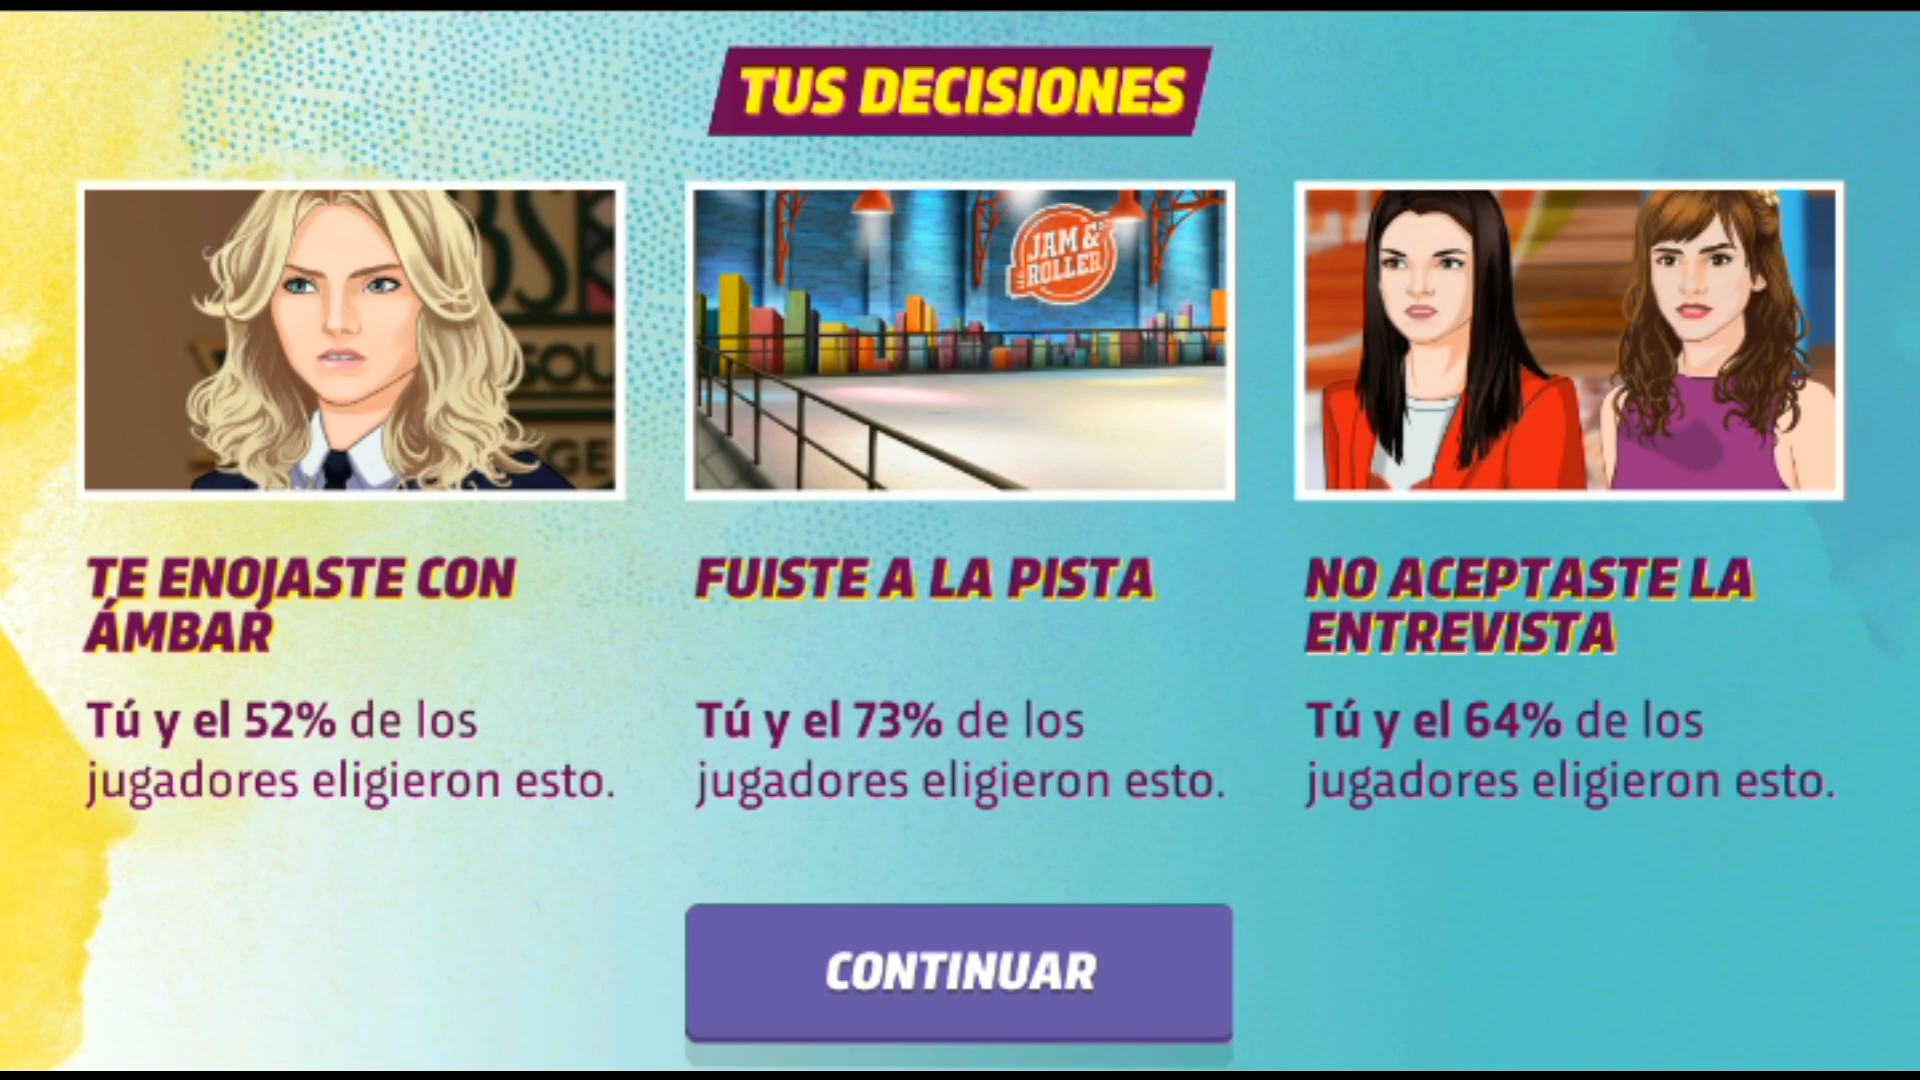 TUS DECISIONES
JAM &
ROLLER
TE ENOJASTE CON
ÁMBAR
Tú y el 52% de los
jugadores eligieron esto.
FUISTE A LA PISTA
Tú y el 73% de los
jugadores eligieron esto.
NO ACEPTASTE LA
ENTREVISTA
Tú y el 64% de los
jugadores eligieron esto.
CONTINUAR